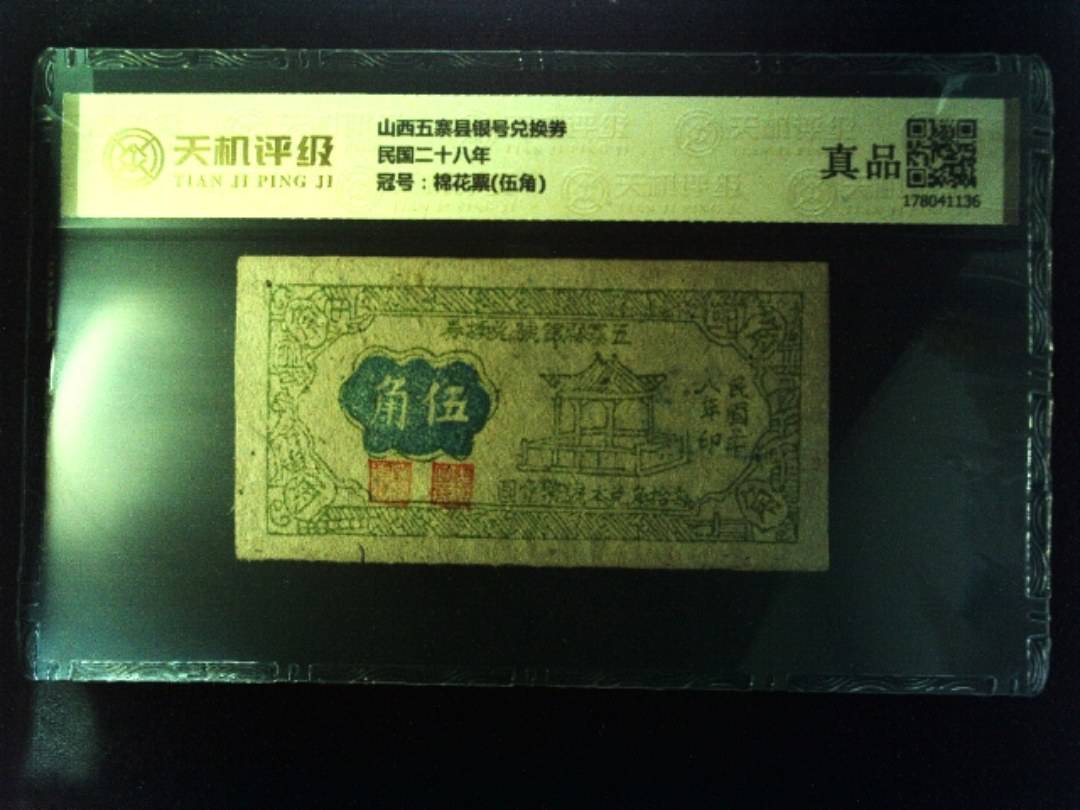 天机评级
TIAN JI PING JI
山西五寨县银号兑换券
民国二十八年
冠号：棉花票(伍角)
真品
178041136
角伍
民国廿
八年印